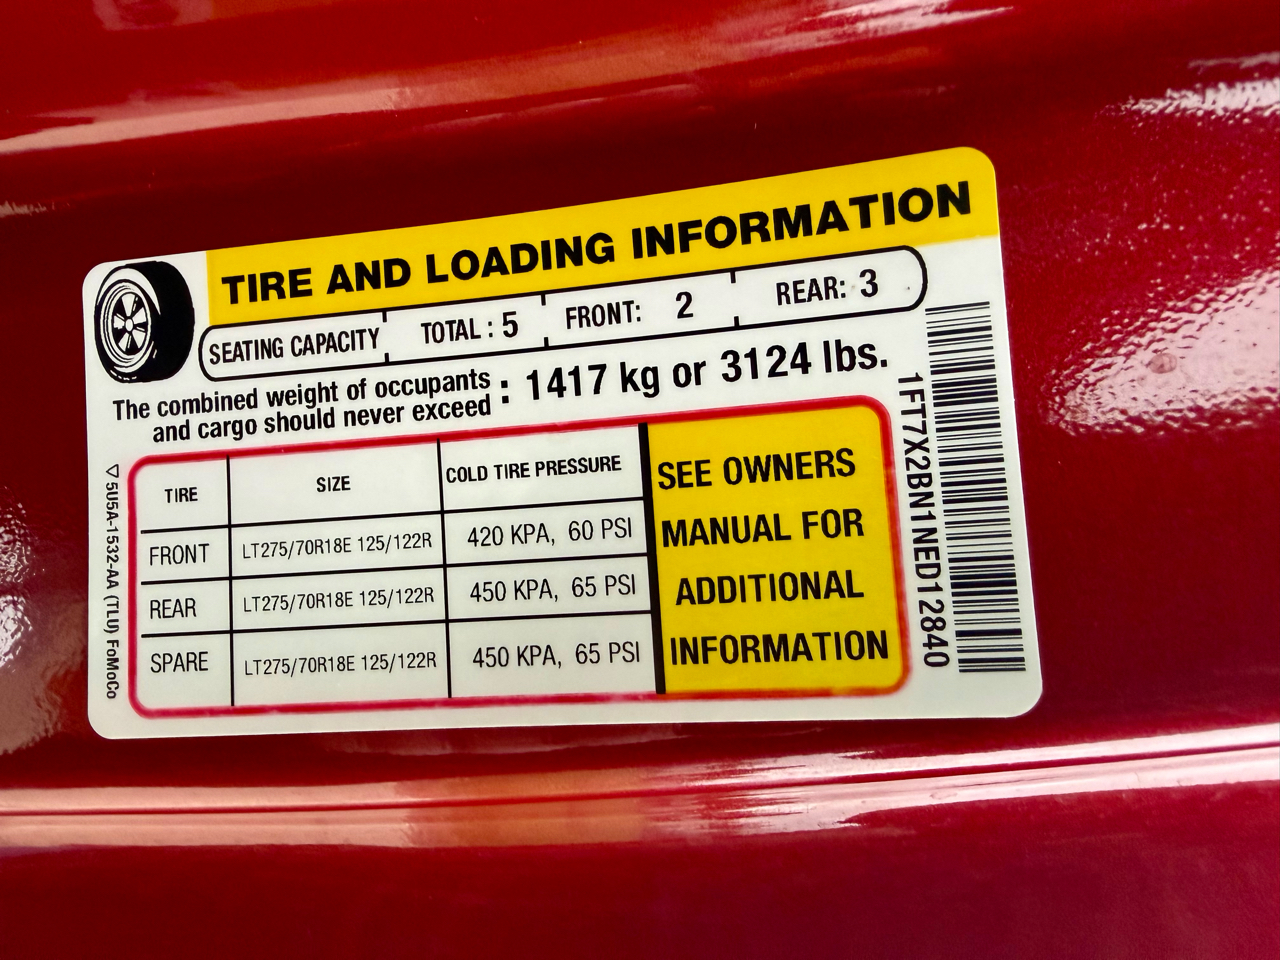 TIRE AND LOADING INFORMATION
SEATING CAPACITY TOTAL : 5 FRONT: 2 REAR: 3
The combined weight of occupants
and cargo should never exceed : 1417 kg or 3124 lbs.
TIRE SIZE COLD TIRE PRESSURE
FRONT LT275/70R18E 125/122R 420 KPA, 60 PSI
REAR LT275/70R18E 125/122R 450 KPA, 65 PSI
SPARE LT275/70R18E 125/122R 450 KPA, 65 PSI
SEE OWNERS
MANUAL FOR
ADDITIONAL
INFORMATION
5U5A-1532-AA (TLU) FoMoCo
1FT7X2BN1NED12840